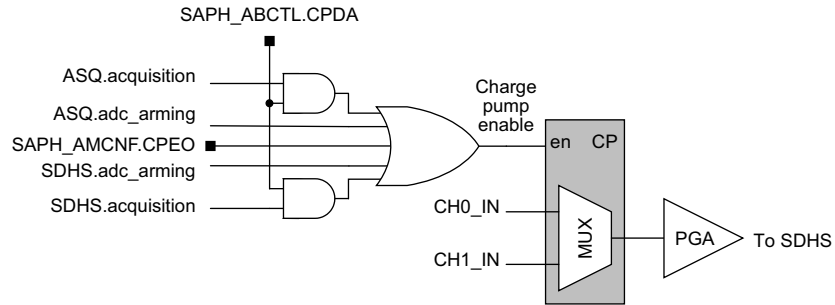 SAPH_ABCTL.CPDA
ASQ.acquisition
ASQ.adc_arming
SAPH_AMCNF.CPEO
SDHS.adc_arming
SDHS.acquisition
Charge
pump
enable
en CP
CH0_IN
CH1_IN
MUX
PGA
To SDHS